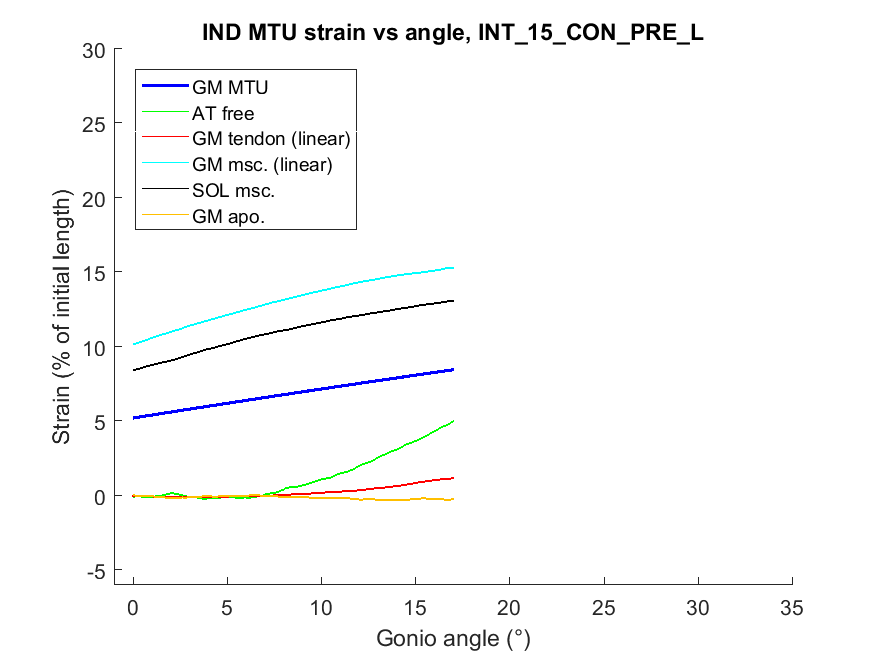 IND MTU strain vs angle, INT_15_CON_PRE_L
30
25
20
15
10
5
0
-5
Strain (% of initial length)
GM MTU
AT free
GM tendon (linear)
GM msc. (linear)
SOL msc.
GM apo.
0 5 10 15 20 25 30 35
Gonio angle (°)